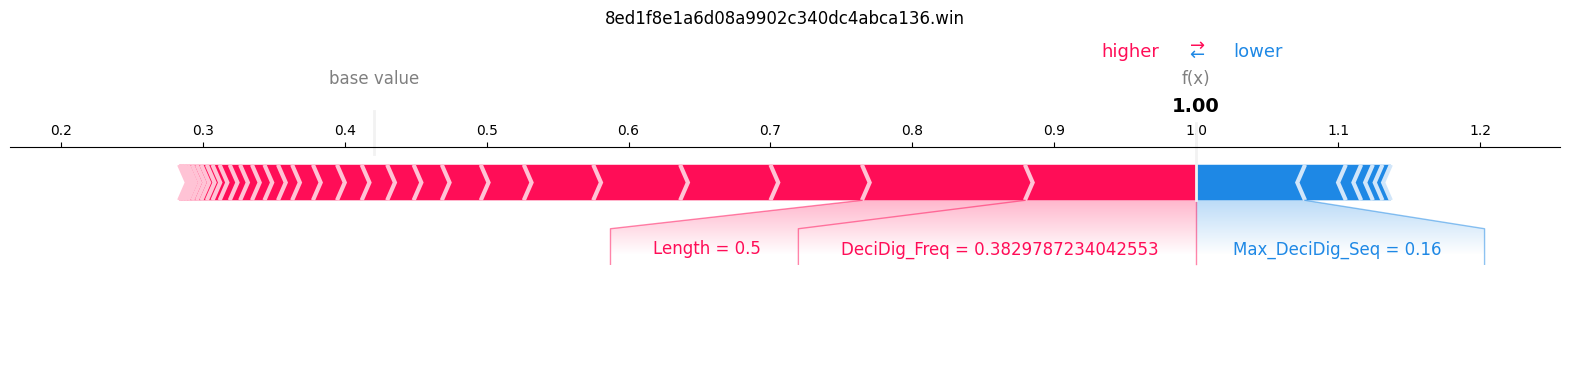 8ed1f8e1a6d08a9902c340dc4abca136.win
higher ⇄ lower
base value
f(x)
1.00
0.2 0.3 0.4 0.5 0.6 0.7 0.8 0.9 1.0 1.1 1.2
Length = 0.5
DeciDig_Freq = 0.3829787234042553
Max_DeciDig_Seq = 0.16